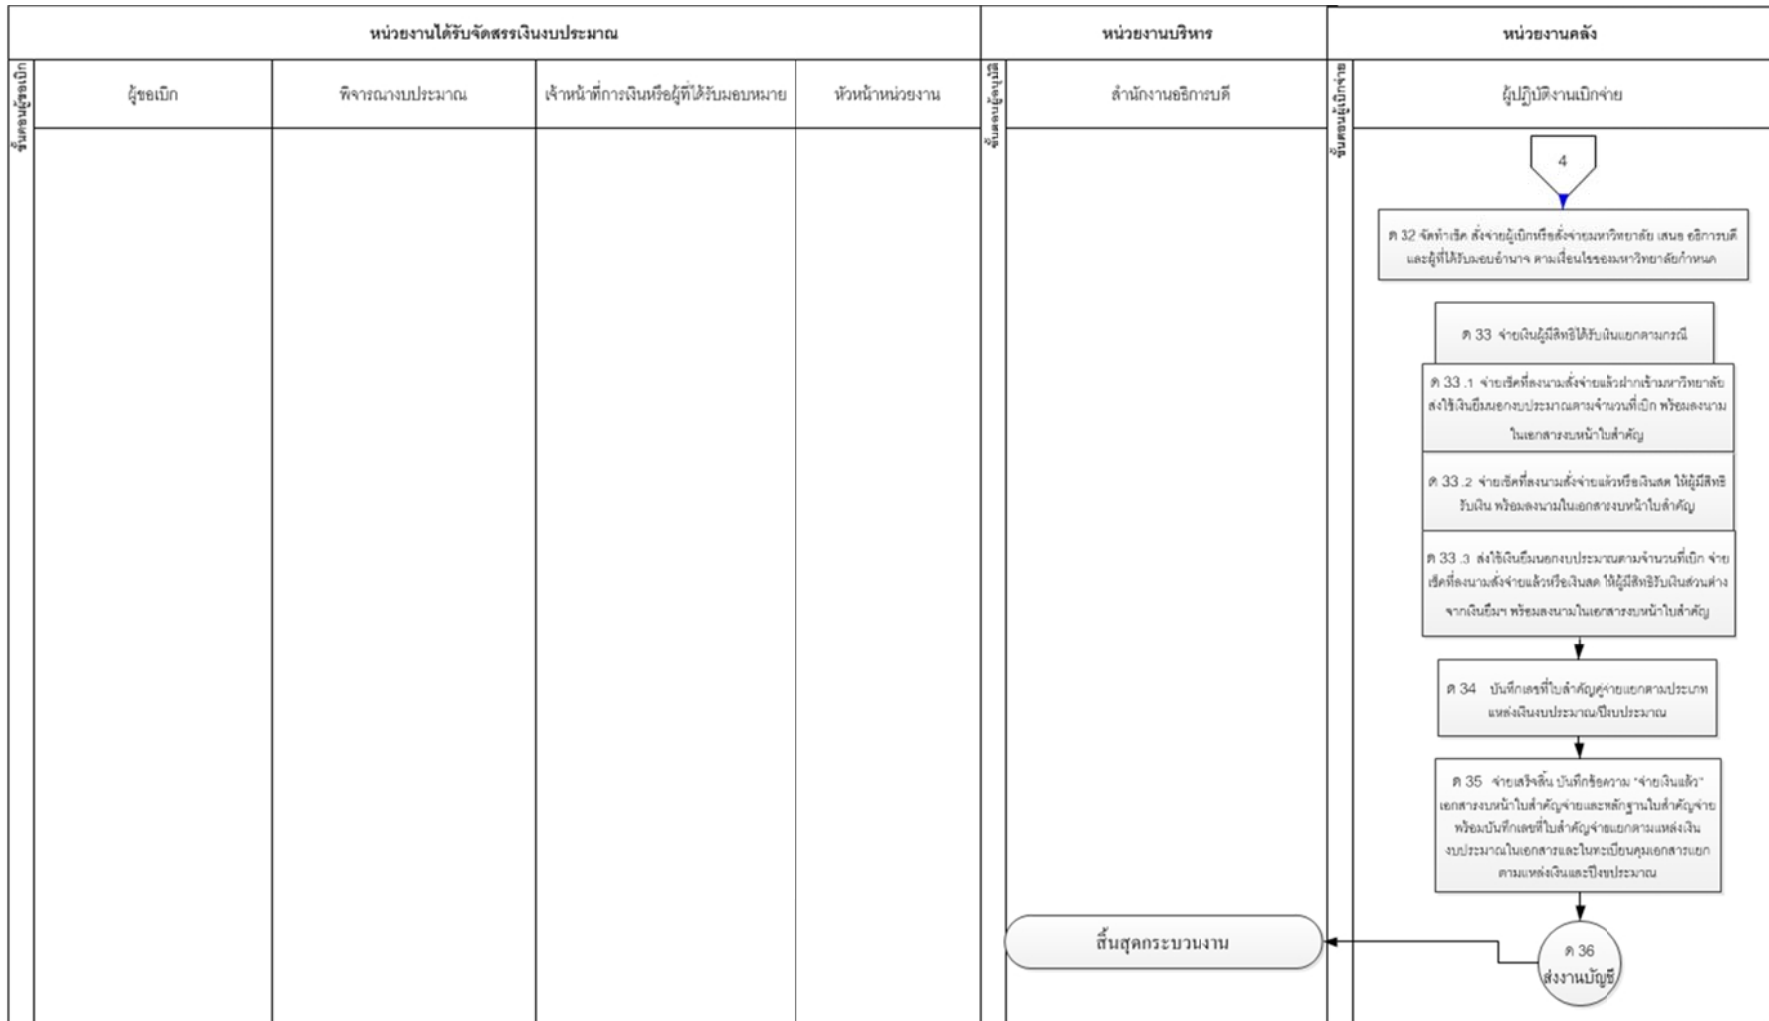 หน่วยงานได้รับจัดสรรเงินงบประมาณ
หน่วยงานบริหาร
หน่วยงานคลัง
ขั้นตอนผู้ขอเบิก
ผู้ขอเบิก
พิจารณางบประมาณ
เจ้าหน้าที่การเงินหรือผู้ที่ได้รับมอบหมาย
หัวหน้าหน่วยงาน
ขั้นตอนผู้อนุมัติ
สำนักงานอธิการบดี
ขั้นตอนผู้เบิกจ่าย
ผู้ปฏิบัติงานเบิกจ่าย
4
ค 32 จัดทำเช็ค สั่งจ่ายผู้เบิกหรือสั่งจ่ายมหาวิทยาลัย เสนอ อธิการบดี
และผู้ที่ได้รับมอบอำนาจ ตามเงื่อนไขของมหาวิทยาลัยกำหนด
ค 33 จ่ายเงินผู้มีสิทธิได้รับเงินแยกตามกรณี
ค 33 .1 จ่ายเช็คที่ลงนามสั่งจ่ายแล้วฝากเข้ามหาวิทยาลัย
ส่งใช้เงินยืมนอกงบประมาณตามจำนวนที่เบิก พร้อมลงนาม
ในเอกสารงบหน้าใบสำคัญ
ค 33 .2 จ่ายเช็คที่ลงนามสั่งจ่ายแล้วหรือเงินสด ให้ผู้มีสิทธิ
รับเงิน พร้อมลงนามในเอกสารงบหน้าใบสำคัญ
ค 33 .3 ส่งใช้เงินยืมนอกงบประมาณตามจำนวนที่เบิก จ่าย
เช็คที่ลงนามสั่งจ่ายแล้วหรือเงินสด ให้ผู้มีสิทธิรับเงินส่วนต่าง
จากเงินยืมฯ พร้อมลงนามในเอกสารงบหน้าใบสำคัญ
ค 34 บันทึกเลขที่ใบสำคัญคู่จ่ายแยกตามประเภท
แหล่งเงินงบประมาณ/ปีงบประมาณ
ค 35 จ่ายเสร็จสิ้น บันทึกข้อความ "จ่ายเงินแล้ว"
เอกสารงบหน้าใบสำคัญจ่ายและหลักฐานใบสำคัญจ่าย
พร้อมบันทึกเลขที่ใบสำคัญจ่ายแยกตามแหล่งเงิน
งบประมาณในเอกสารและในทะเบียนคุมเอกสารแยก
ตามแหล่งเงินและปีงบประมาณ
สิ้นสุดกระบวนงาน
ค 36
ส่งงานบัญชี